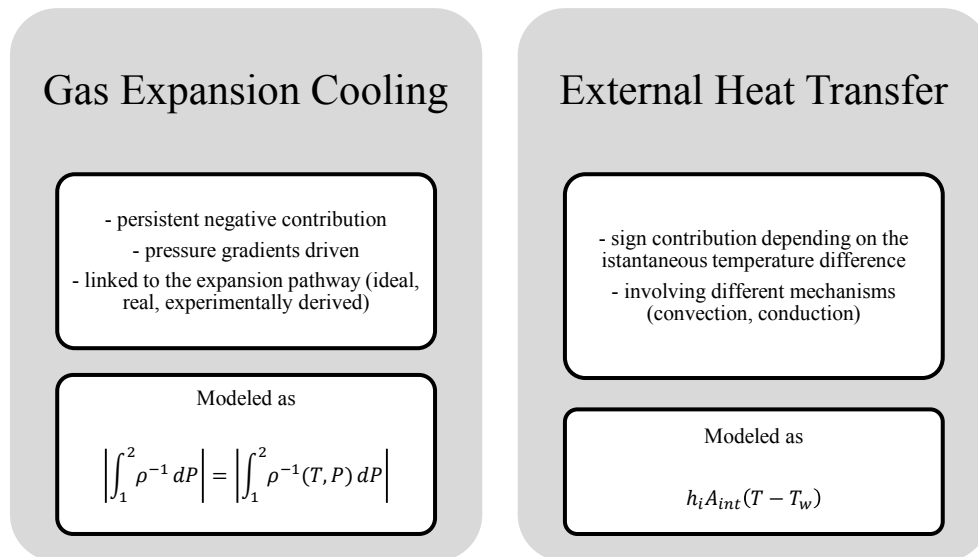 Gas Expansion Cooling
- persistent negative contribution
- pressure gradients driven
- linked to the expansion pathway (ideal,
real, experimentally derived)
Modeled as
|∫₁² ρ⁻¹ dP| = |∫₁² ρ⁻¹(T, P) dP|
External Heat Transfer
- sign contribution depending on the
istantaneous temperature difference
- involving different mechanisms
(convection, conduction)
Modeled as
hᵢA_int(T − T_w)